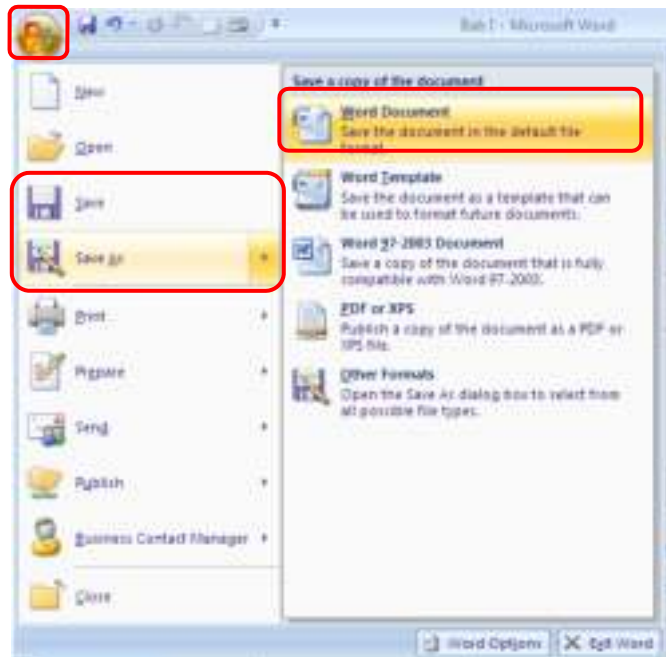 Bab I - Microsoft Word
New
Open
Save
Save As
Print
Prepare
Send
Publish
Business Contact Manager
Close
Save a copy of the document
Word Document
Save the document in the default file
format.
Word Template
Save the document as a template that can
be used to format future documents.
Word 97-2003 Document
Save a copy of the document that is fully
compatible with Word 97-2003.
PDF or XPS
Publish a copy of the document as a PDF or
XPS file.
Other Formats
Open the Save As dialog box to select from
all possible file types.
Word Options
Exit Word